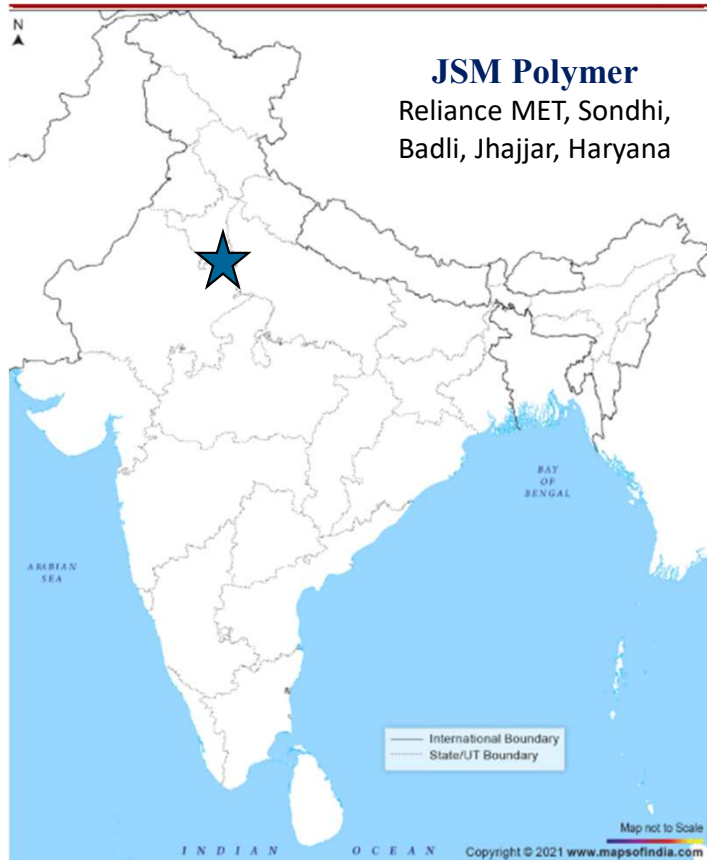 N
JSM Polymer
Reliance MET, Sondhi,
Badli, Jhajjar, Haryana
BAY
OF
BENGAL
ARABIAN
SEA
International Boundary
State/UT Boundary
Map not to Scale
INDIAN OCEAN
Copyright © 2021 www.mapsofindia.com